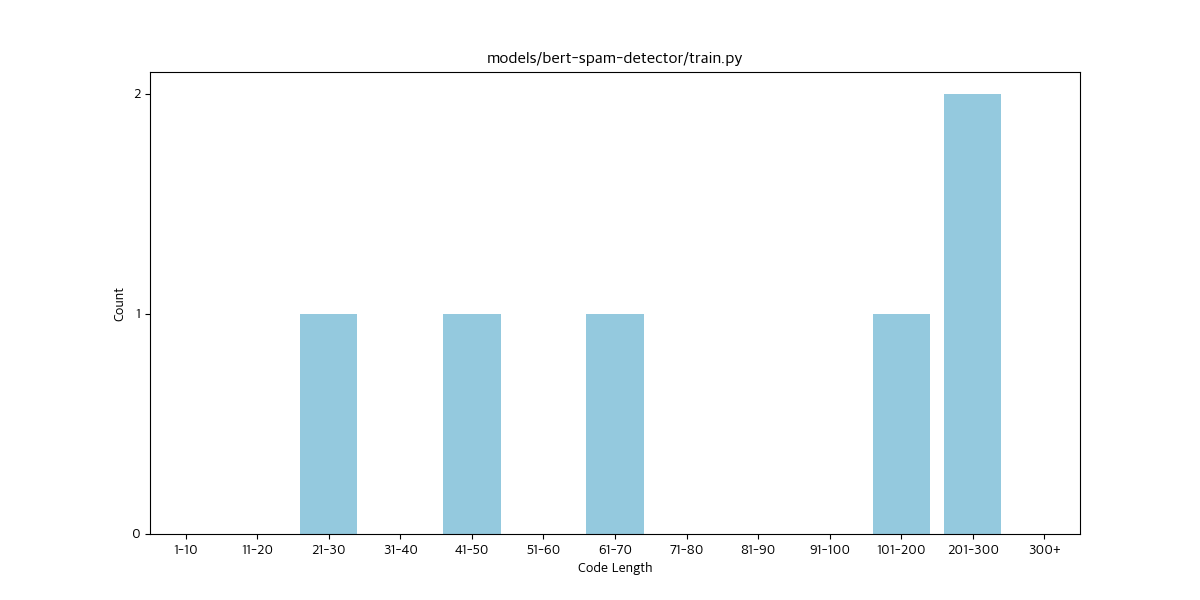 models/bert-spam-detector/train.py
Count
2
1
0
1-10 11-20 21-30 31-40 41-50 51-60 61-70 71-80 81-90 91-100 101-200 201-300 300+
Code Length